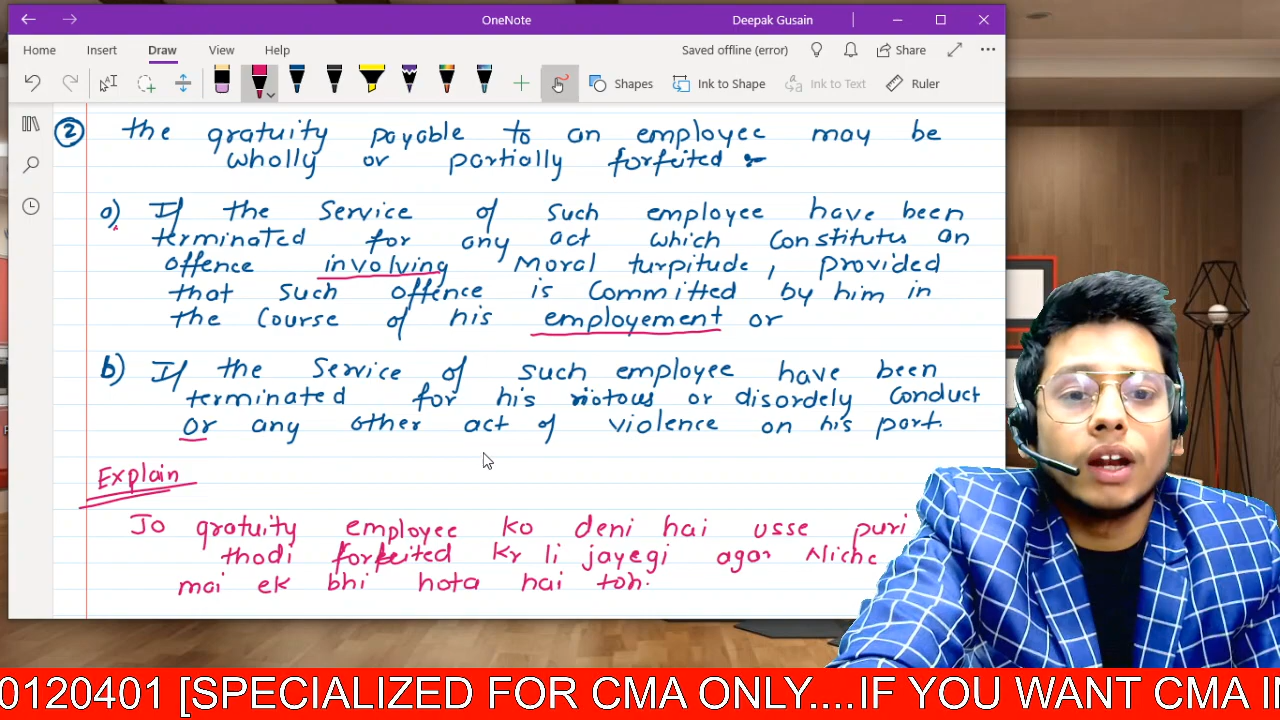 OneNote
Deepak Gusain
Home Insert Draw View Help
Saved offline (error)
Share
Shapes
Ink to Shape
Ink to Text
Ruler
2 the gratuity payable to an employee may be
wholly or partially forfeited :-
a) If the Service of such employee have been
terminated for any act which constitutes an
offence involving Moral turpitude, provided
that such offence is committed by him in
the Course of his employement or
b) If the Service of such employee have been
terminated for his riotous or disordely Conduct
or any other act of violence on his part.
Explain
Jo gratuity employee ko deni hai usse puri
thodi forfeited kr li jayegi agar Niche
mai ek bhi hota hai toh.
0120401 [SPECIALIZED FOR CMA ONLY....IF YOU WANT CMA I